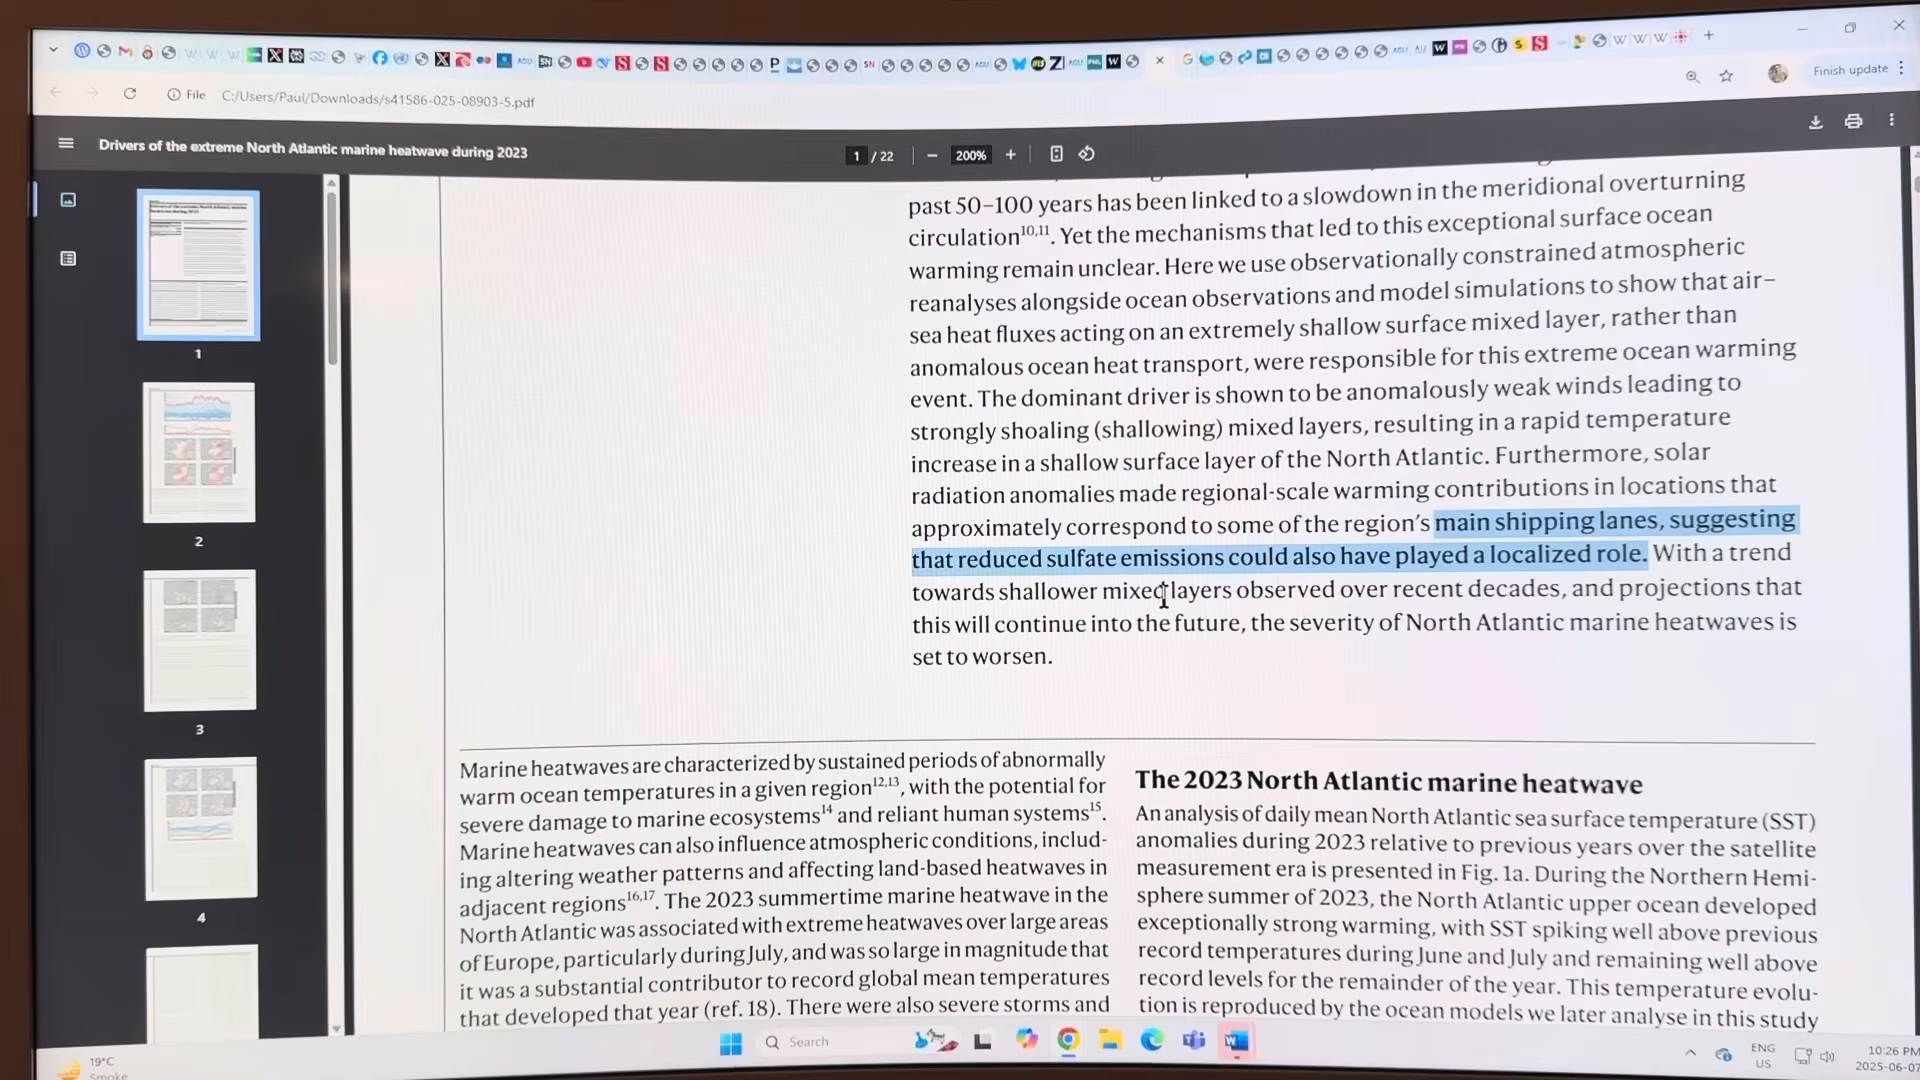 Finish update
File C:/Users/Paul/Downloads/s41586-025-08903-5.pdf
Drivers of the extreme North Atlantic marine heatwave during 2023
1 / 22
200%
past 50–100 years has been linked to a slowdown in the meridional overturning
circulation10,11. Yet the mechanisms that led to this exceptional surface ocean
warming remain unclear. Here we use observationally constrained atmospheric
reanalyses alongside ocean observations and model simulations to show that air–
sea heat fluxes acting on an extremely shallow surface mixed layer, rather than
anomalous ocean heat transport, were responsible for this extreme ocean warming
event. The dominant driver is shown to be anomalously weak winds leading to
strongly shoaling (shallowing) mixed layers, resulting in a rapid temperature
increase in a shallow surface layer of the North Atlantic. Furthermore, solar
radiation anomalies made regional-scale warming contributions in locations that
approximately correspond to some of the region's main shipping lanes, suggesting
that reduced sulfate emissions could also have played a localized role. With a trend
towards shallower mixed layers observed over recent decades, and projections that
this will continue into the future, the severity of North Atlantic marine heatwaves is
set to worsen.
Marine heatwaves are characterized by sustained periods of abnormally
warm ocean temperatures in a given region12,13, with the potential for
severe damage to marine ecosystems14 and reliant human systems15.
Marine heatwaves can also influence atmospheric conditions, includ-
ing altering weather patterns and affecting land-based heatwaves in
adjacent regions16,17. The 2023 summertime marine heatwave in the
North Atlantic was associated with extreme heatwaves over large areas
of Europe, particularly during July, and was so large in magnitude that
it was a substantial contributor to record global mean temperatures
that developed that year (ref. 18). There were also severe storms and
The 2023 North Atlantic marine heatwave
An analysis of daily mean North Atlantic sea surface temperature (SST)
anomalies during 2023 relative to previous years over the satellite
measurement era is presented in Fig. 1a. During the Northern Hemi-
sphere summer of 2023, the North Atlantic upper ocean developed
exceptionally strong warming, with SST spiking well above previous
record temperatures during June and July and remaining well above
record levels for the remainder of the year. This temperature evolu-
tion is reproduced by the ocean models we later analyse in this study
1
2
3
4
19°C
Smoke
Search
ENG
US
10:26 PM
2025-06-07